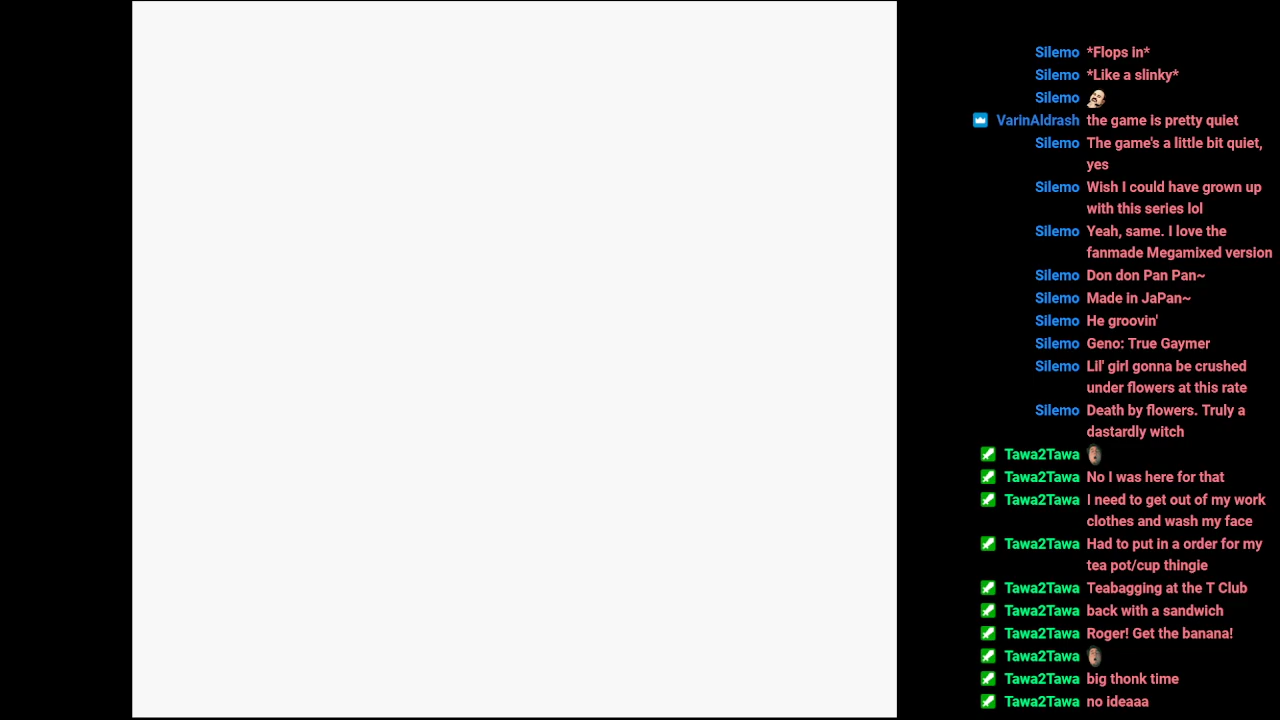 Silemo *Flops in*
Silemo *Like a slinky*
Silemo
VarinAldrash the game is pretty quiet
Silemo The game's a little bit quiet,
yes
Silemo Wish I could have grown up
with this series lol
Silemo Yeah, same. I love the
fanmade Megamixed version
Silemo Don don Pan Pan~
Silemo Made in JaPan~
Silemo He groovin'
Silemo Geno: True Gaymer
Silemo Lil' girl gonna be crushed
under flowers at this rate
Silemo Death by flowers. Truly a
dastardly witch
Tawa2Tawa
Tawa2Tawa No I was here for that
Tawa2Tawa I need to get out of my work
clothes and wash my face
Tawa2Tawa Had to put in a order for my
tea pot/cup thingie
Tawa2Tawa Teabagging at the T Club
Tawa2Tawa back with a sandwich
Tawa2Tawa Roger! Get the banana!
Tawa2Tawa
Tawa2Tawa big thonk time
Tawa2Tawa no ideaaa